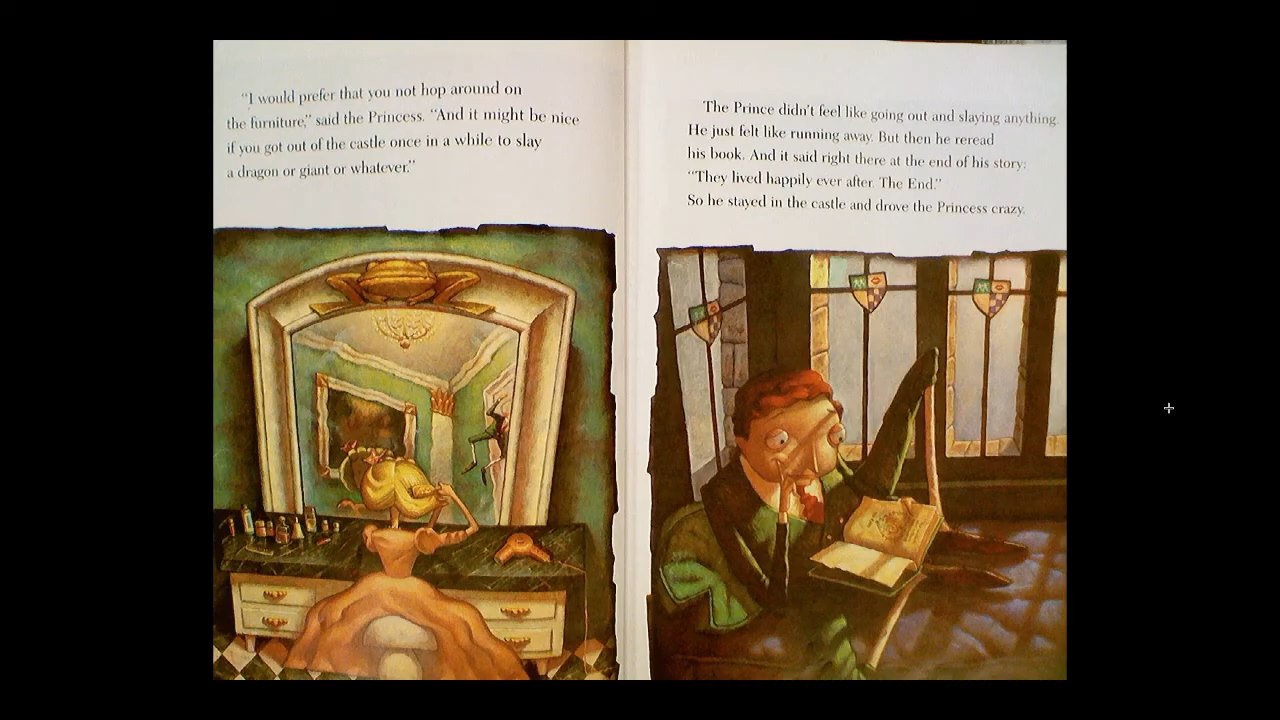 “I would prefer that you not hop around on
the furniture,” said the Princess. “And it might be nice
if you got out of the castle once in a while to slay
a dragon or giant or whatever.”
The Prince didn’t feel like going out and slaying anything.
He just felt like running away. But then he reread
his book. And it said right there at the end of his story:
“They lived happily ever after. The End.”
So he stayed in the castle and drove the Princess crazy.